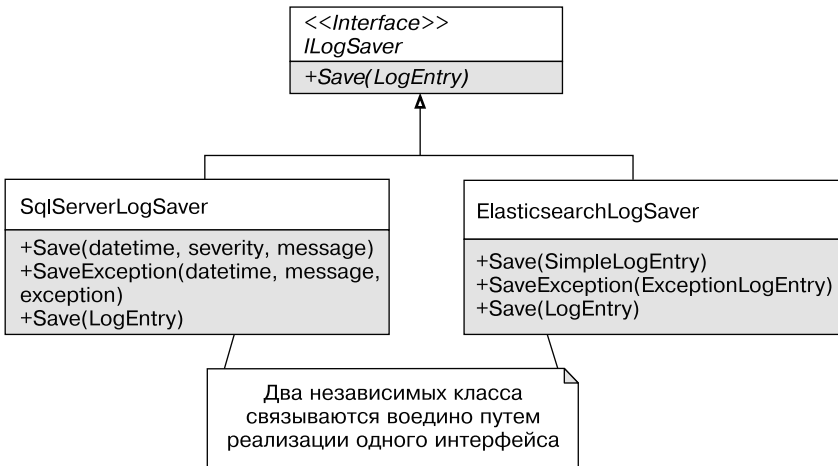 <<Interface>>
ILogSaver
+Save(LogEntry)
SqlServerLogSaver
+Save(datetime, severity, message)
+SaveException(datetime, message,
exception)
+Save(LogEntry)
ElasticsearchLogSaver
+Save(SimpleLogEntry)
+SaveException(ExceptionLogEntry)
+Save(LogEntry)
Два независимых класса
связываются воедино путем
реализации одного интерфейса